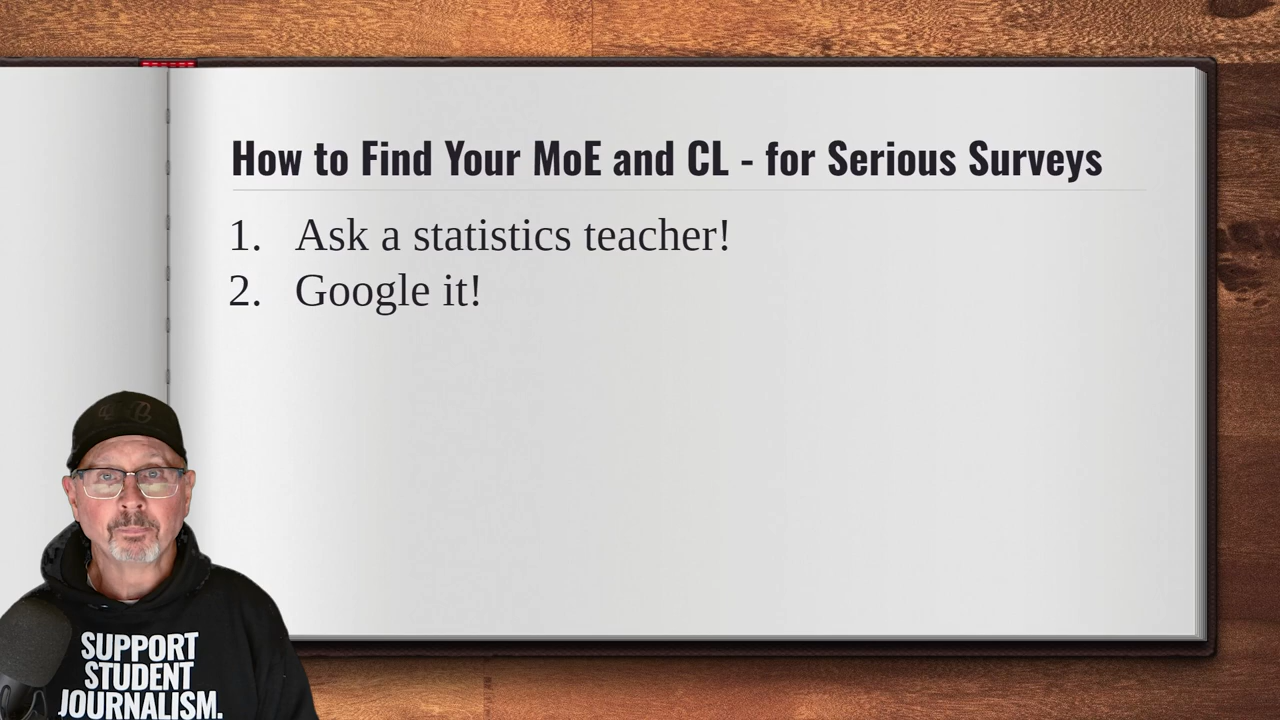 How to Find Your MoE and CL - for Serious Surveys
1. Ask a statistics teacher!
2. Google it!
SUPPORT
STUDENT
JOURNALISM.